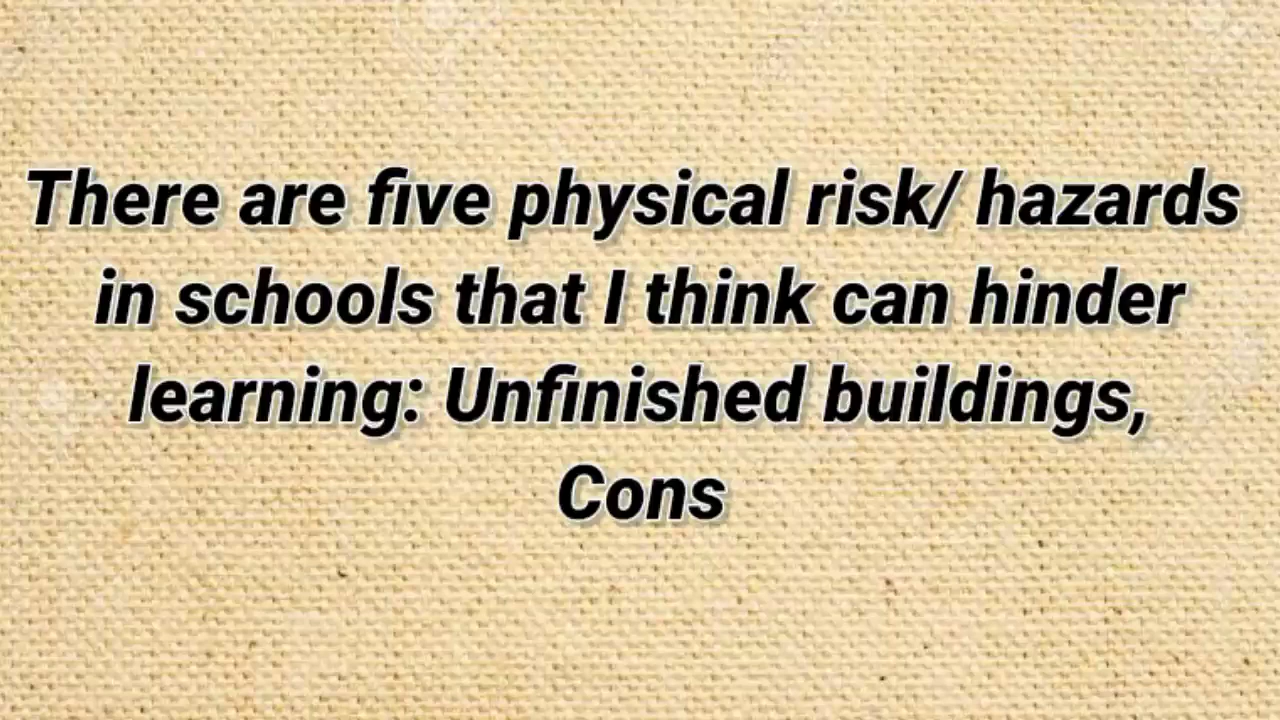 There are five physical risk/ hazards
in schools that I think can hinder
learning: Unfinished buildings,
Cons